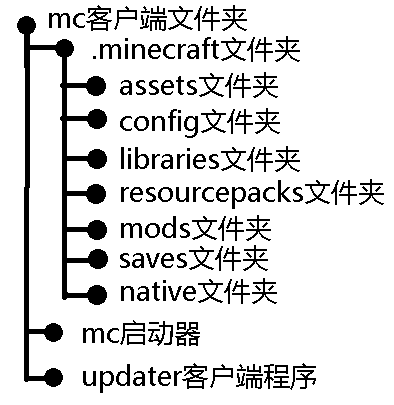 mc客户端文件夹
.minecraft文件夹
assets文件夹
config文件夹
libraries文件夹
resourcepacks文件夹
mods文件夹
saves文件夹
native文件夹
mc启动器
updater客户端程序